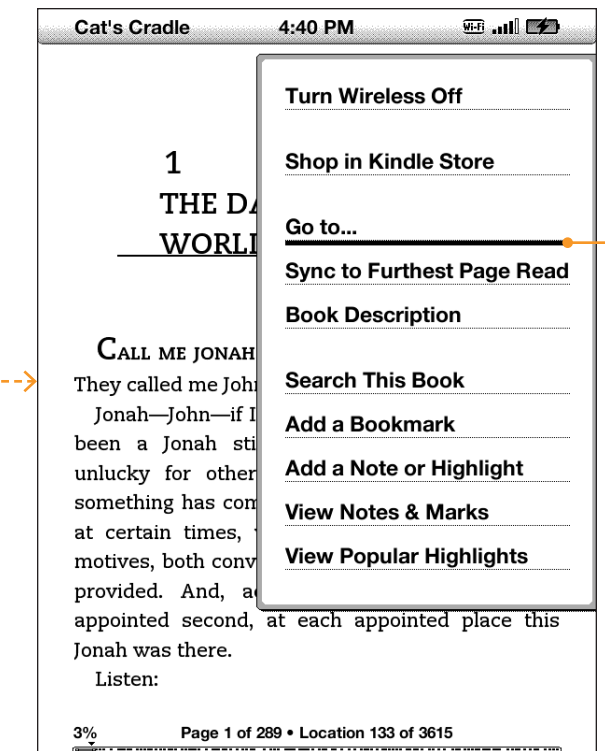 Cat's Cradle 4:40 PM Wi-Fi
Turn Wireless Off
Shop in Kindle Store
Go to...
Sync to Furthest Page Read
Book Description
Search This Book
Add a Bookmark
Add a Note or Highlight
View Notes & Marks
View Popular Highlights
1
THE DA
WORL
CALL ME JONAH
They called me John
Jonah—John—if I
been a Jonah sti
unlucky for other
something has com
at certain times,
motives, both conv
provided. And, a
appointed second, at each appointed place this
Jonah was there.
Listen:
3% Page 1 of 289 • Location 133 of 3615